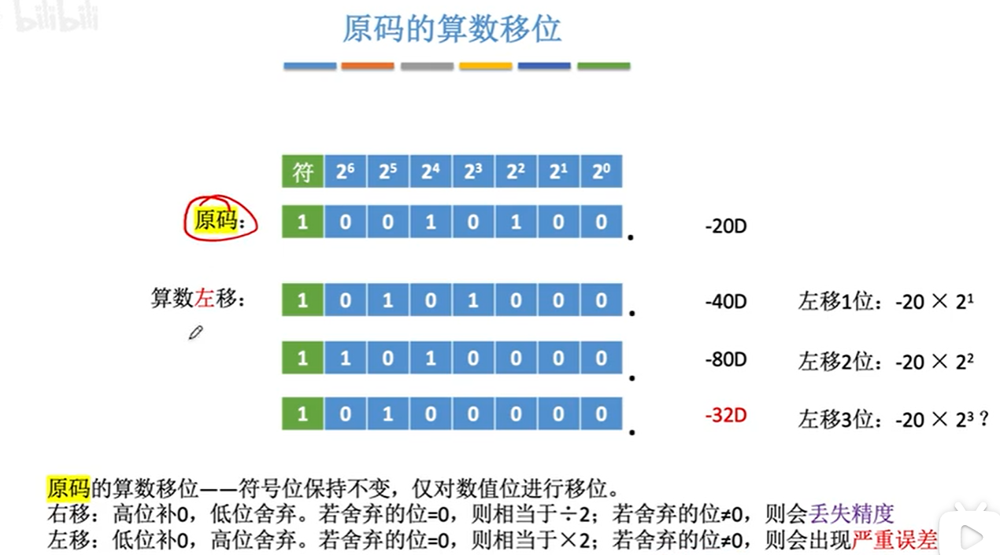 bilibili
原码的算数移位
符 2⁶ 2⁵ 2⁴ 2³ 2² 2¹ 2⁰
原码: 1 0 0 1 0 1 0 0 . -20D
算数左移: 1 0 1 0 1 0 0 0 . -40D 左移1位: -20 × 2¹
1 1 0 1 0 0 0 0 . -80D 左移2位: -20 × 2²
1 0 1 0 0 0 0 0 . -32D 左移3位: -20 × 2³ ?
原码的算数移位——符号位保持不变，仅对数值位进行移位。
右移：高位补0，低位舍弃。若舍弃的位=0，则相当于÷2；若舍弃的位≠0，则会丢失精度
左移：低位补0，高位舍弃。若舍弃的位=0，则相当于×2；若舍弃的位≠0，则会出现严重误差